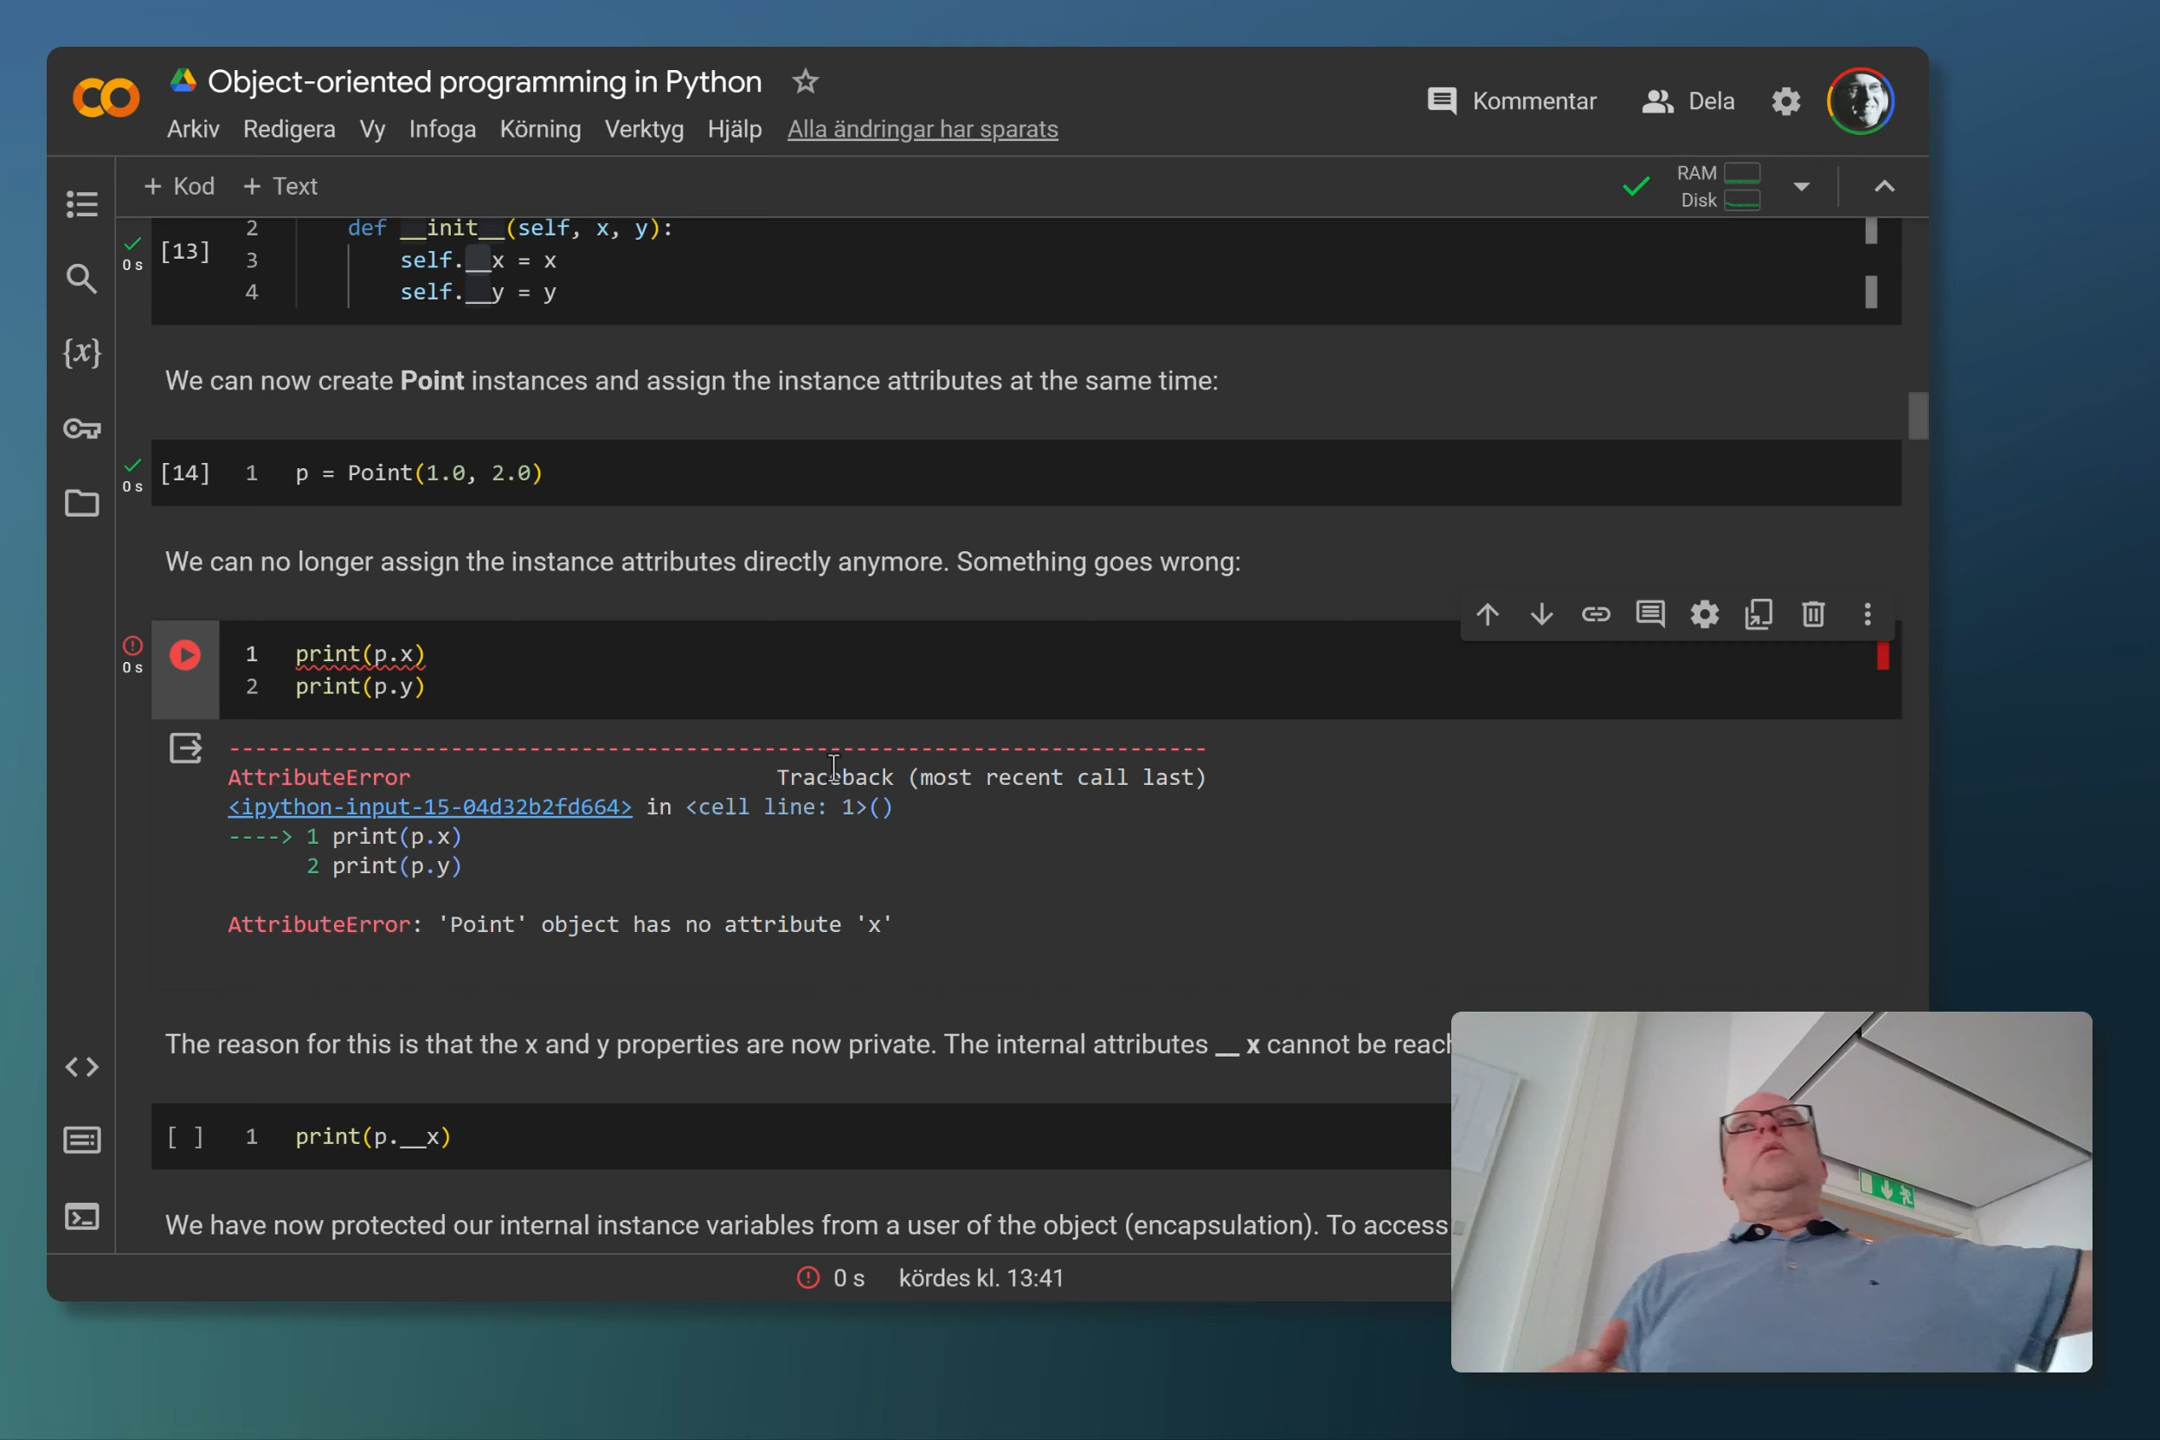 Object-oriented programming in Python
Kommentar
Dela
Arkiv Redigera Vy Infoga Körning Verktyg Hjälp Alla ändringar har sparats
+ Kod + Text
RAM
Disk
[13]
0 s
2 def __init__(self, x, y):
3 self.__x = x
4 self.__y = y
We can now create Point instances and assign the instance attributes at the same time:
0 s
[14] 1 p = Point(1.0, 2.0)
We can no longer assign the instance attributes directly anymore. Something goes wrong:
0 s
1 print(p.x)
2 print(p.y)
---------------------------------------------------------------------------
AttributeError Traceback (most recent call last)
<ipython-input-15-04d32b2fd664> in <cell line: 1>()
----> 1 print(p.x)
2 print(p.y)
AttributeError: 'Point' object has no attribute 'x'
The reason for this is that the x and y properties are now private. The internal attributes __ x cannot be reach
[ ] 1 print(p.__x)
We have now protected our internal instance variables from a user of the object (encapsulation). To access
0 s kördes kl. 13:41